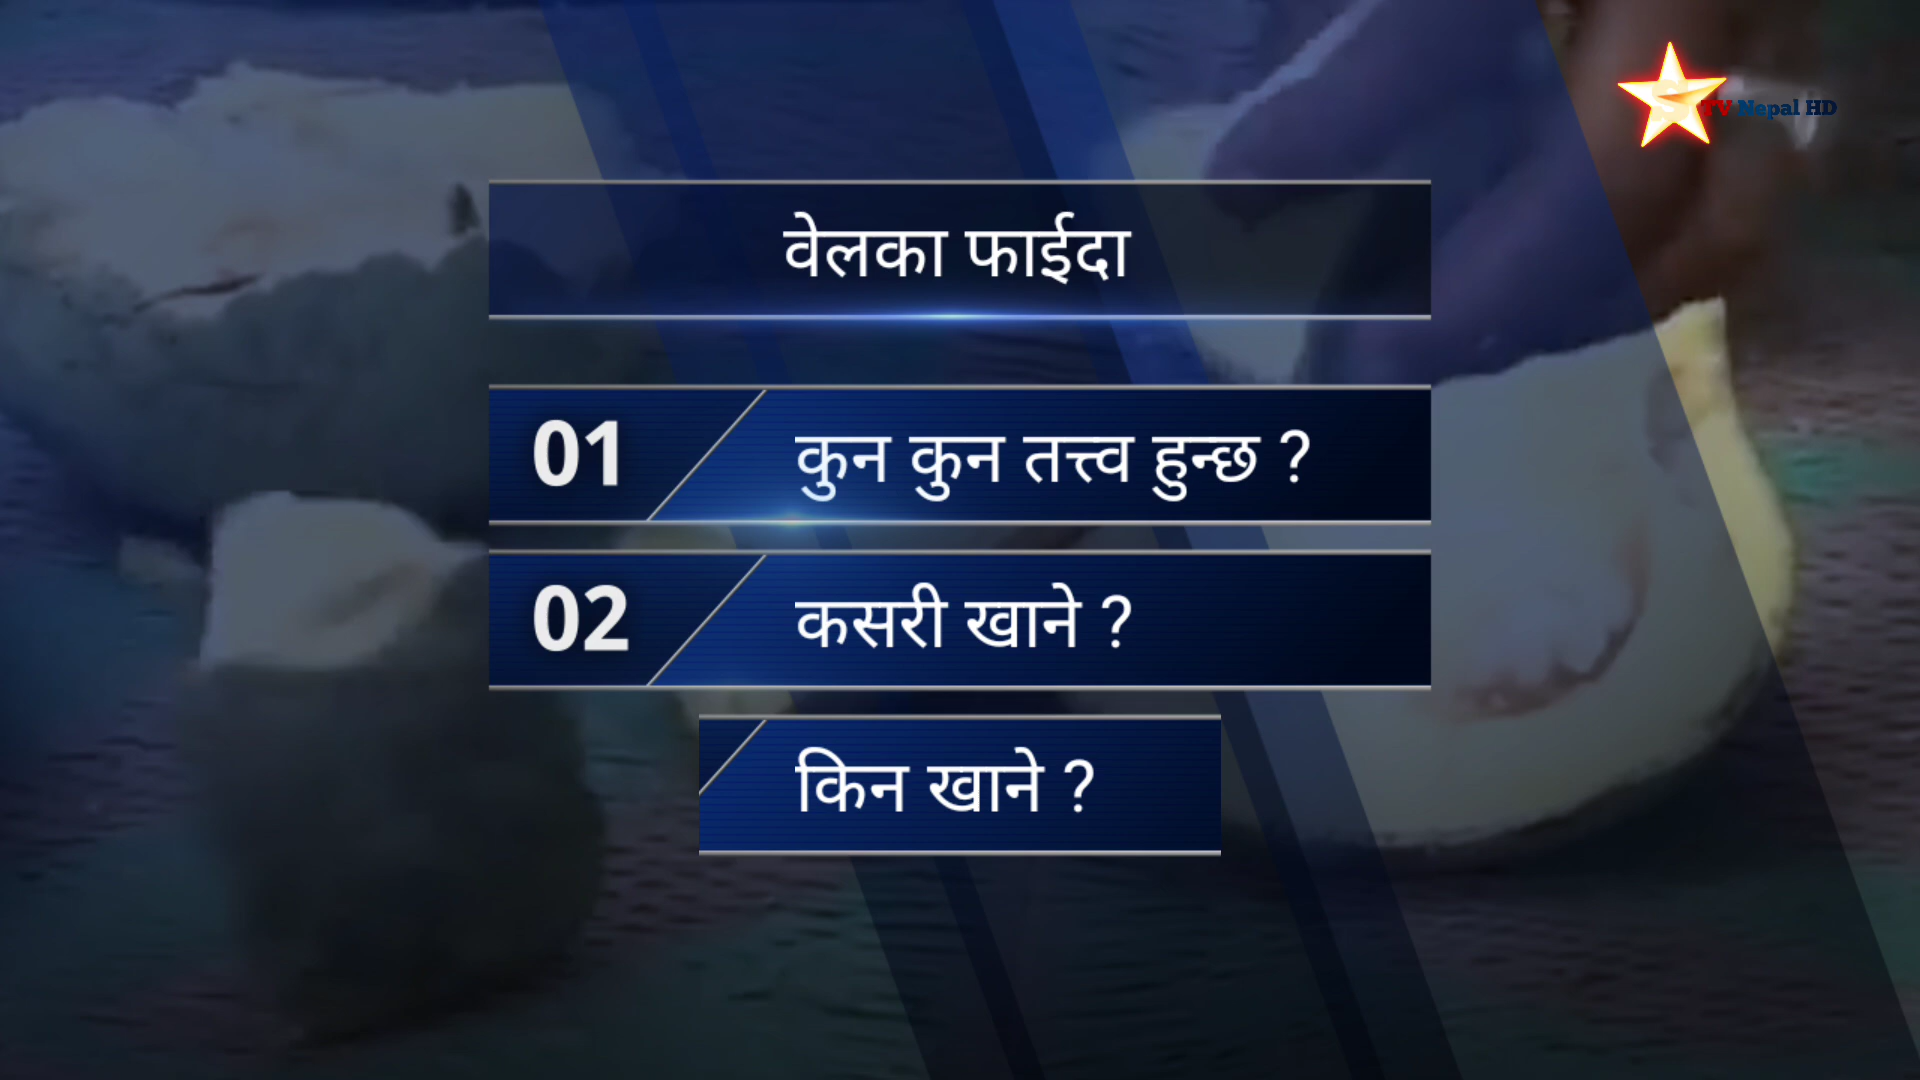 S
TV Nepal HD
वेलका फाईदा
01 कुन कुन तत्त्व हुन्छ ?
02 कसरी खाने ?
किन खाने ?